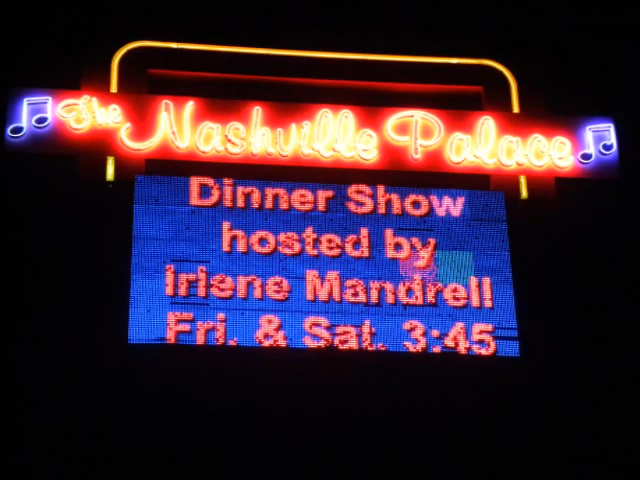 The Nashville Palace
Dinner Show
hosted by
Irlene Mandrell
Fri. & Sat. 3:45